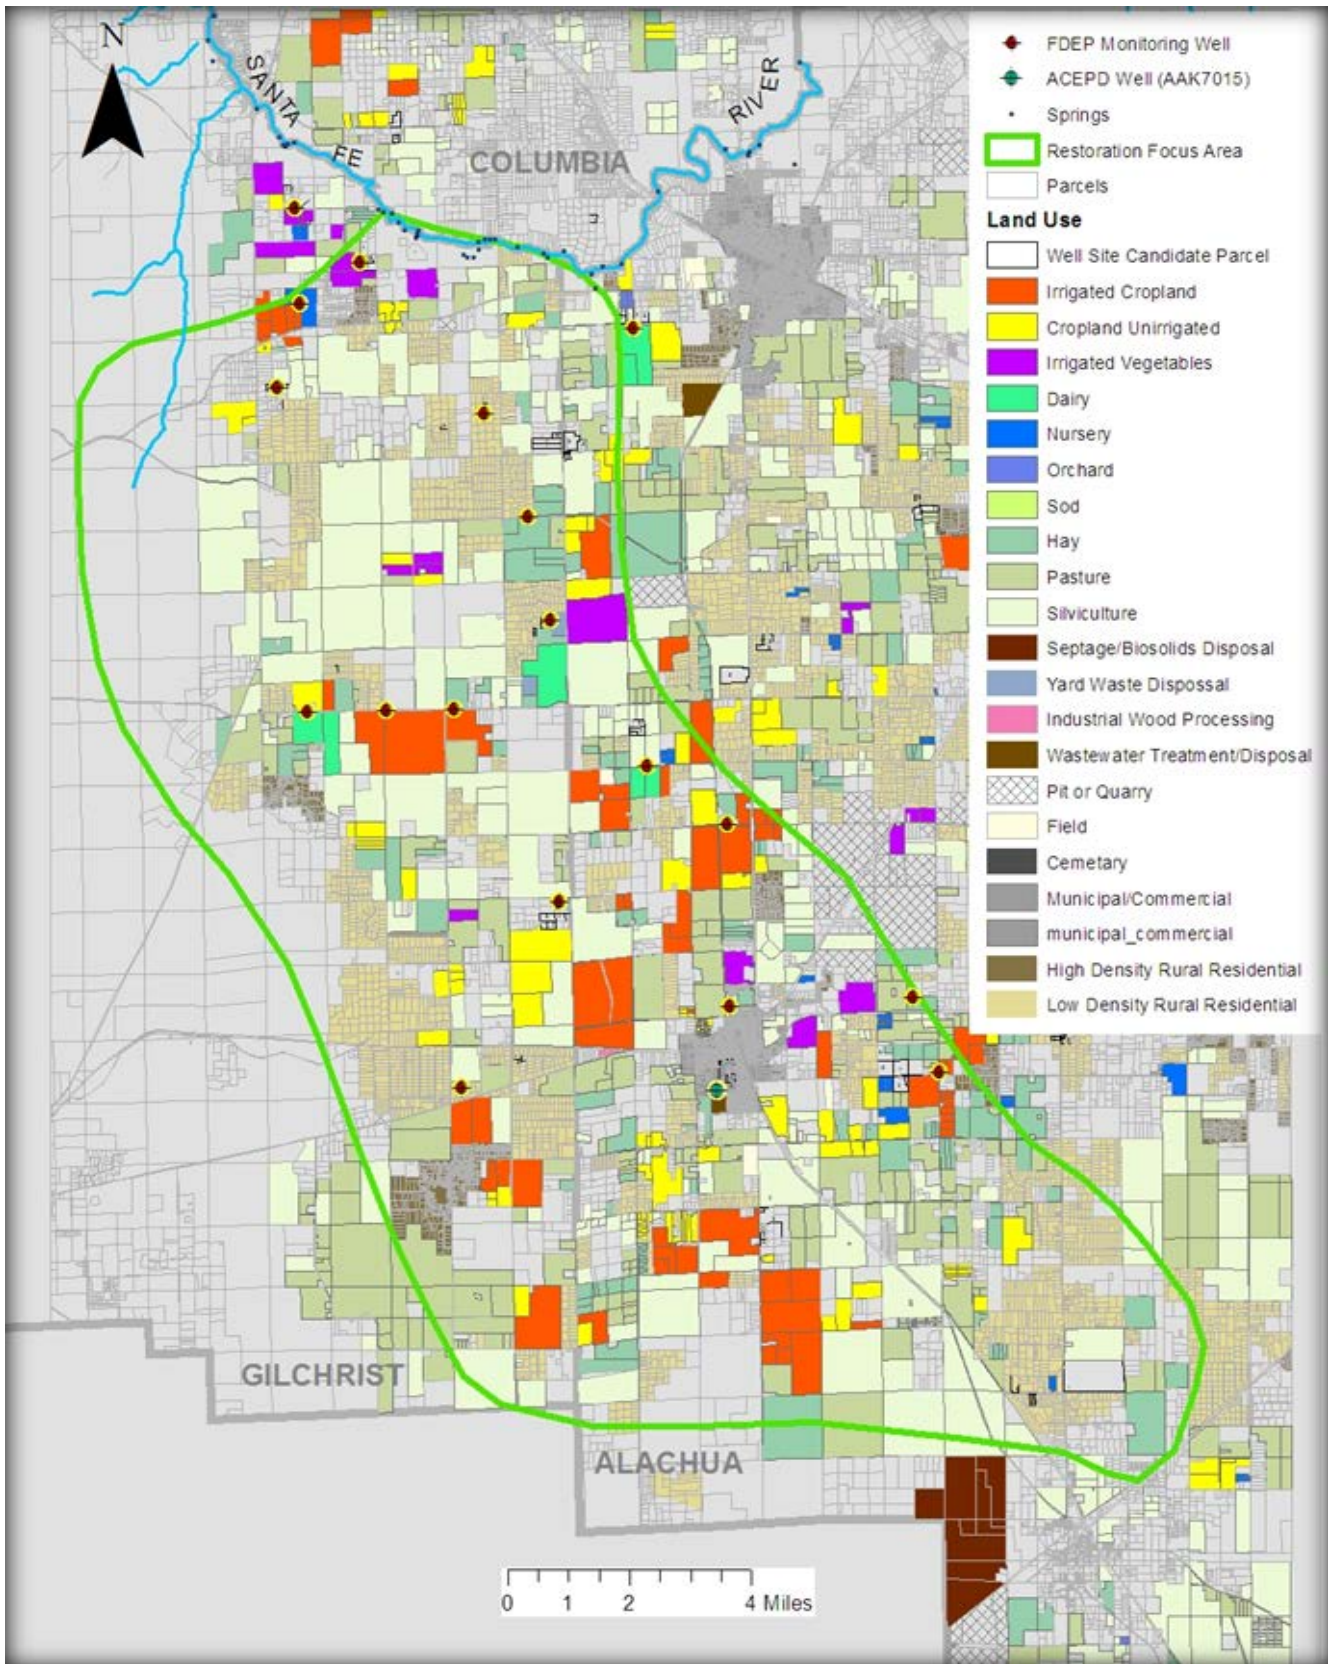 N
SANTA
FE
RIVER
COLUMBIA
GILCHRIST
ALACHUA
0 1 2 4 Miles
FDEP Monitoring Well
ACEPD Well (AAK7015)
Springs
Restoration Focus Area
Parcels
Land Use
Well Site Candidate Parcel
Irrigated Cropland
Cropland Unirrigated
Irrigated Vegetables
Dairy
Nursery
Orchard
Sod
Hay
Pasture
Silviculture
Septage/Biosolids Disposal
Yard Waste Dispossal
Industrial Wood Processing
Wastewater Treatment/Disposal
Pit or Quarry
Field
Cemetary
Municipal/Commercial
municipal_commercial
High Density Rural Residential
Low Density Rural Residential